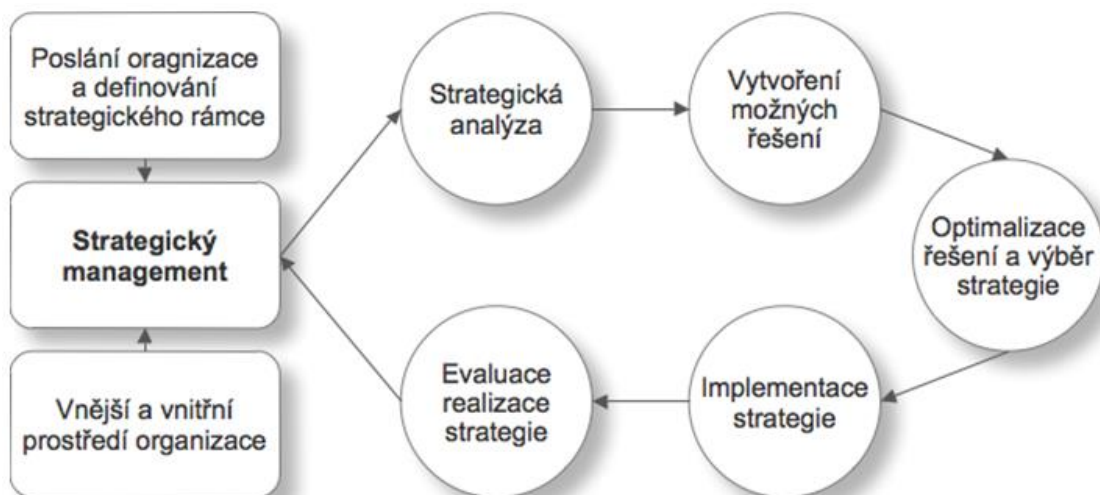 Poslání oragnizace
a definování
strategického rámce
Strategický
management
Vnější a vnitřní
prostředí organizace
Strategická
analýza
Vytvoření
možných
řešení
Optimalizace
řešení a výběr
strategie
Implementace
strategie
Evaluace
realizace
strategie